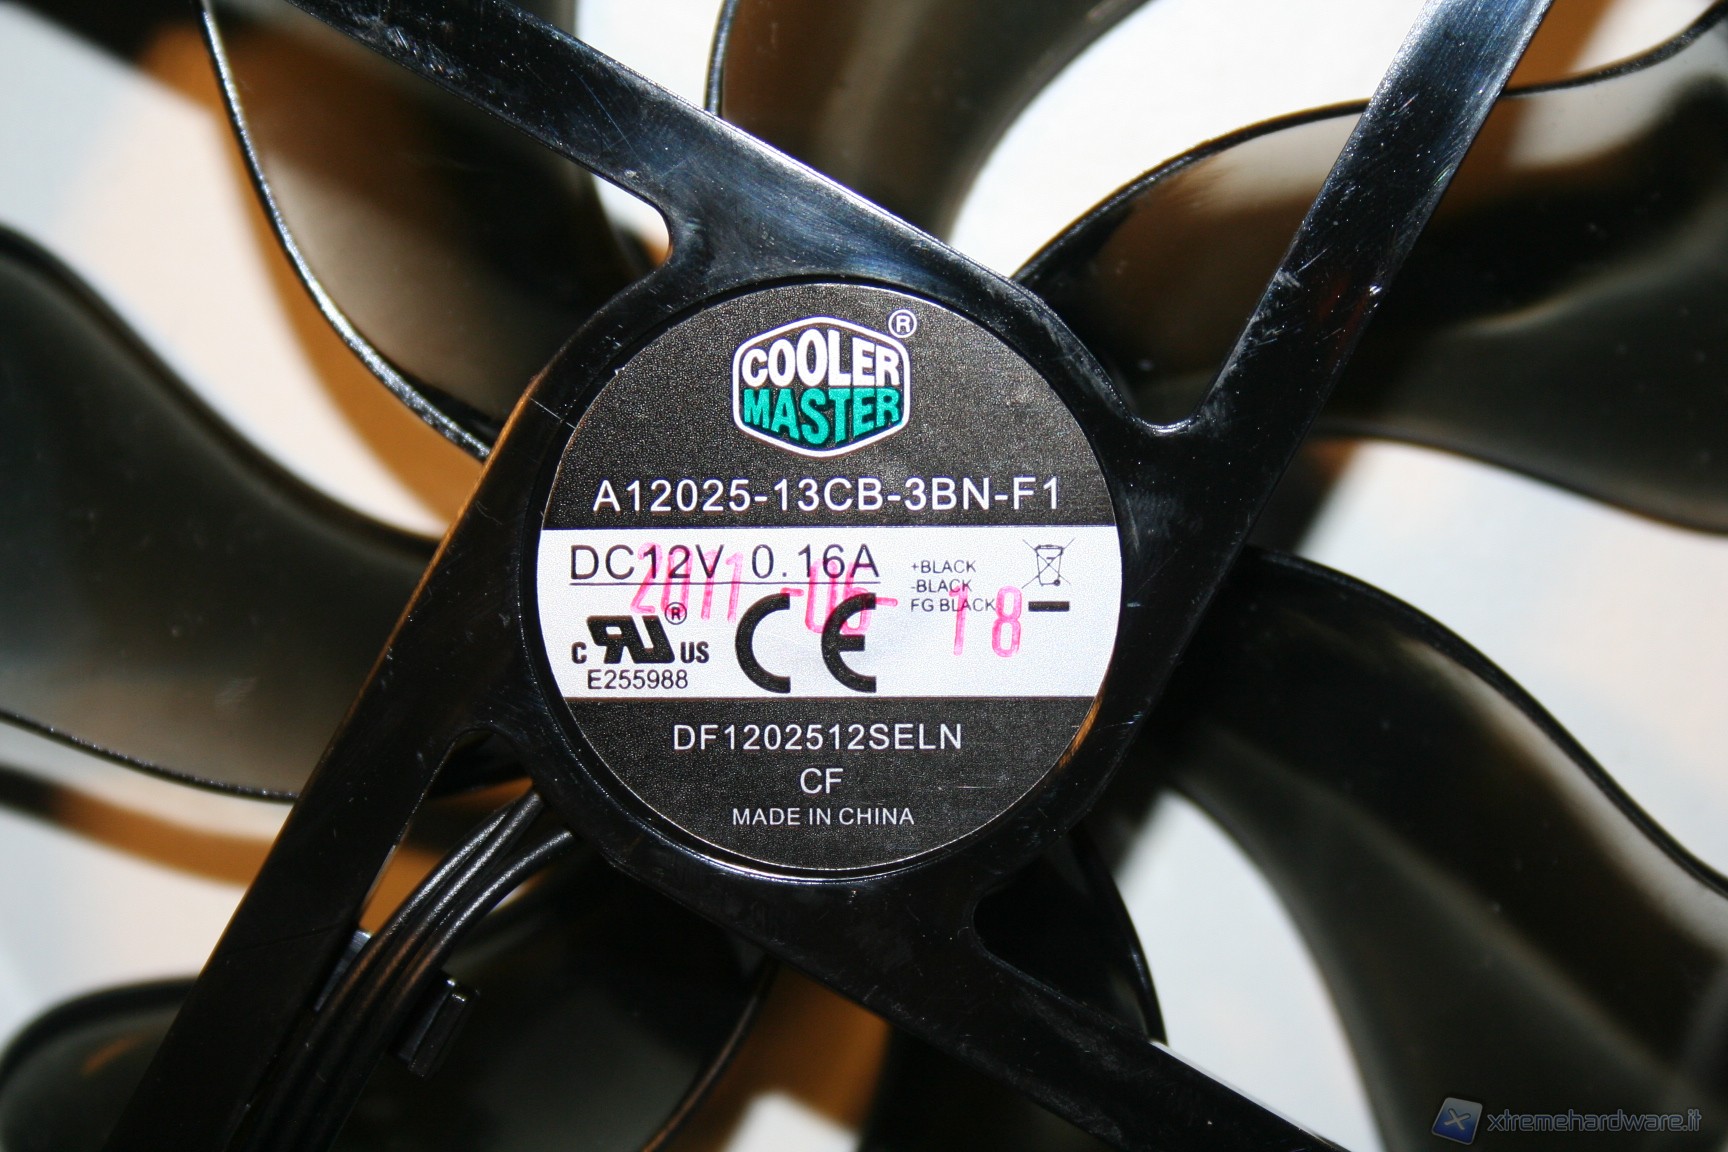 COOLER ®
MASTER
A12025-13CB-3BN-F1
DC12V 0.16A
+BLACK
-BLACK
FG BLACK
2011-06-18
c RU ® US
E255988
CE
DF1202512SELN
CF
MADE IN CHINA
xtremehardware.it